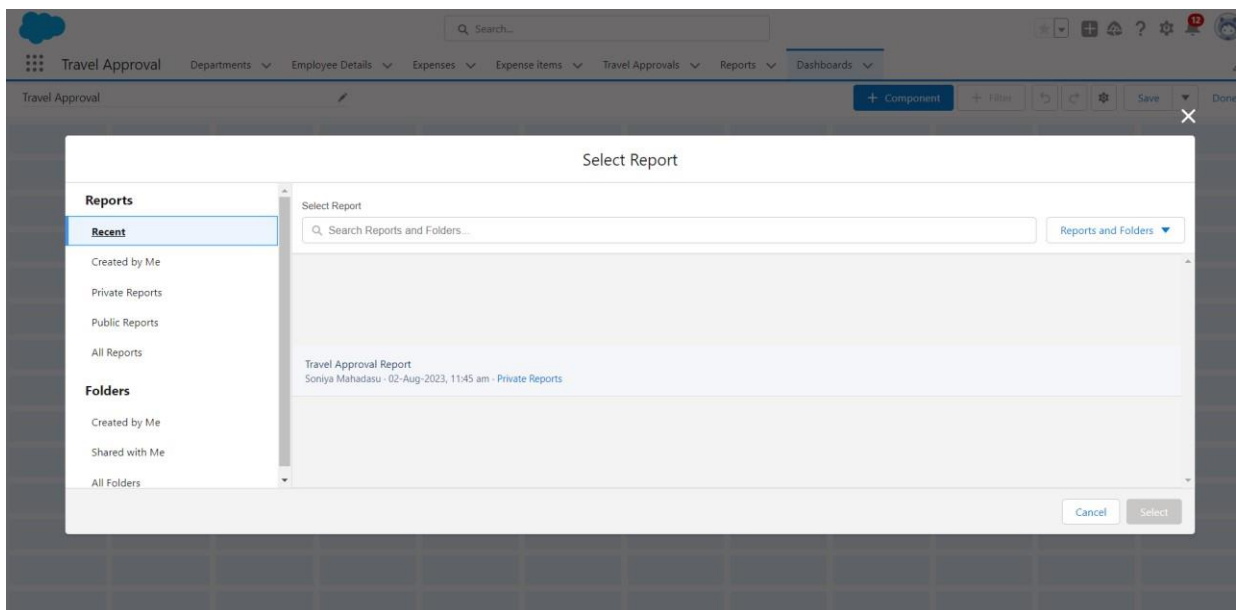 Search...
12
Travel Approval Departments Employee Details Expenses Expense items Travel Approvals Reports Dashboards
Travel Approval + Component + Filter Save Done
Select Report
Reports
Recent
Created by Me
Private Reports
Public Reports
All Reports
Folders
Created by Me
Shared with Me
All Folders
Select Report
Search Reports and Folders...
Reports and Folders
Travel Approval Report
Soniya Mahadasu - 02-Aug-2023, 11:45 am - Private Reports
Cancel Select